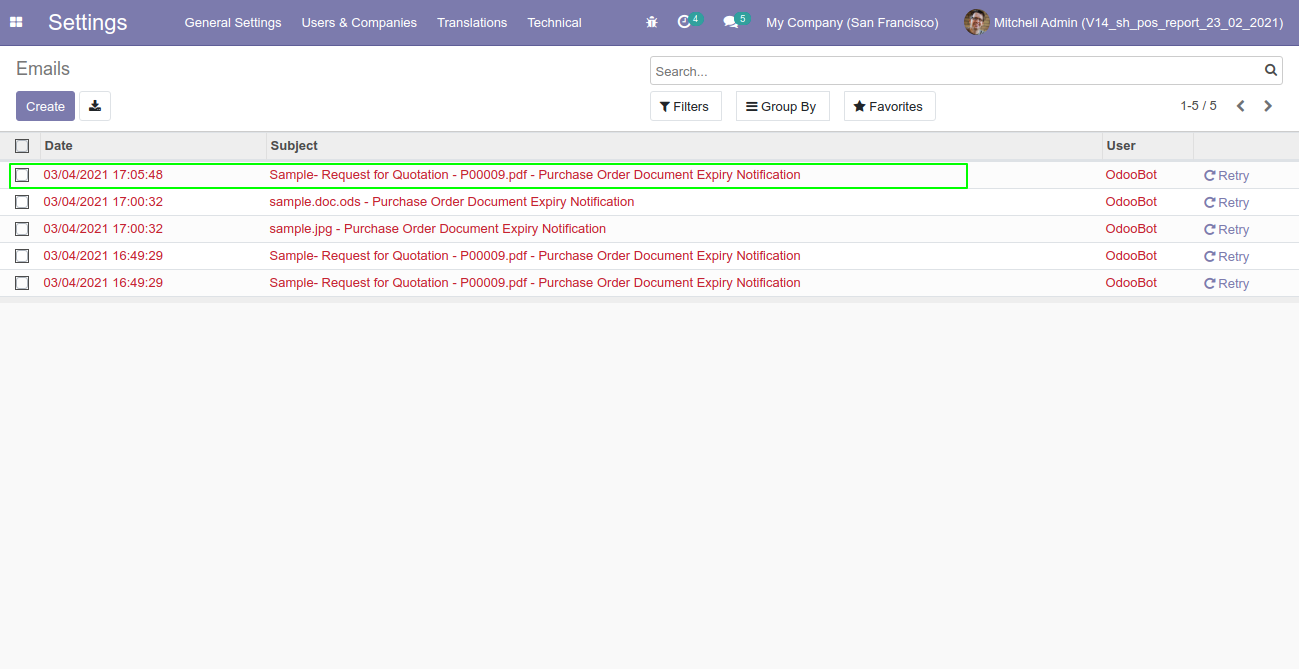 Settings General Settings Users & Companies Translations Technical 4 5 My Company (San Francisco) Mitchell Admin (V14_sh_pos_report_23_02_2021)
Emails Search...
Create Filters Group By Favorites 1-5 / 5
Date Subject User
03/04/2021 17:05:48 Sample- Request for Quotation - P00009.pdf - Purchase Order Document Expiry Notification OdooBot Retry
03/04/2021 17:00:32 sample.doc.ods - Purchase Order Document Expiry Notification OdooBot Retry
03/04/2021 17:00:32 sample.jpg - Purchase Order Document Expiry Notification OdooBot Retry
03/04/2021 16:49:29 Sample- Request for Quotation - P00009.pdf - Purchase Order Document Expiry Notification OdooBot Retry
03/04/2021 16:49:29 Sample- Request for Quotation - P00009.pdf - Purchase Order Document Expiry Notification OdooBot Retry